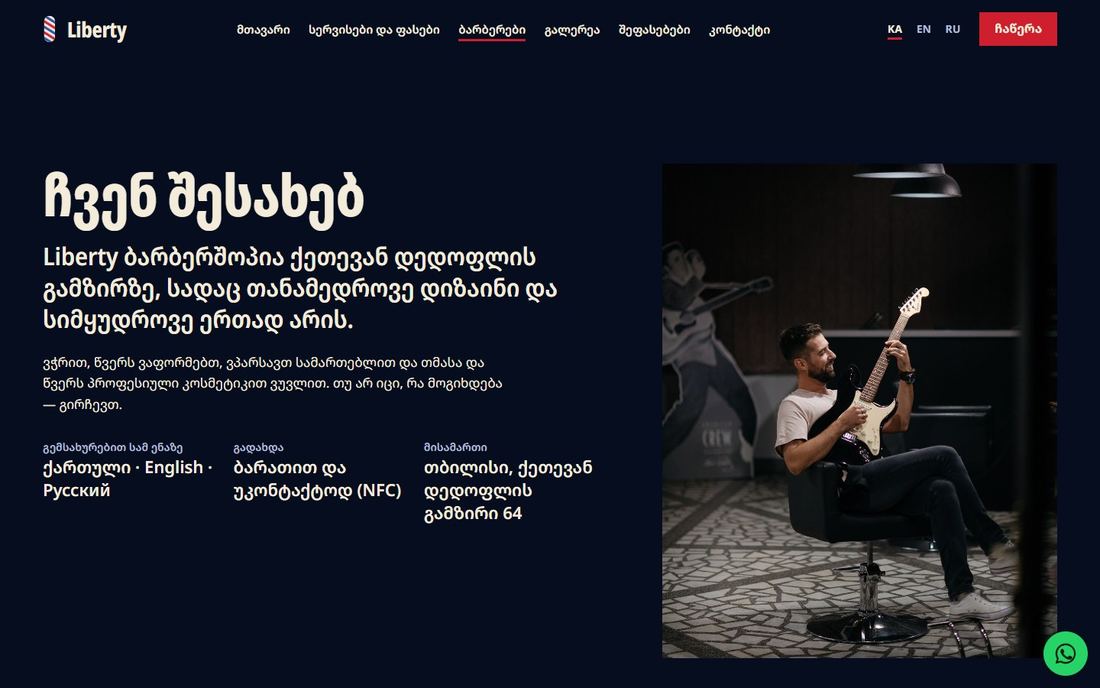 Liberty
მთავარი
სერვისები და ფასები
ბარბერები
გალერეა
შეფასებები
კონტაქტი
KA
EN
RU
ჩაწერა
ჩვენ შესახებ
Liberty ბარბერშოპია ქეთევან დედოფლის
გამზირზე, სადაც თანამედროვე დიზაინი და
სიმყუდროვე ერთად არის.
ვჭრით, წვერს ვაფორმებთ, ვპარსავთ სამართებლით და თმასა და
წვერს პროფესიული კოსმეტიკით ვუვლით. თუ არ იცი, რა მოგიხდება
— გირჩევთ.
გემსახურებით სამ ენაზე
ქართული · English ·
Русский
გადახდა
ბარათით და
უკონტაქტოდ (NFC)
მისამართი
თბილისი, ქეთევან
დედოფლის
გამზირი 64
CREW